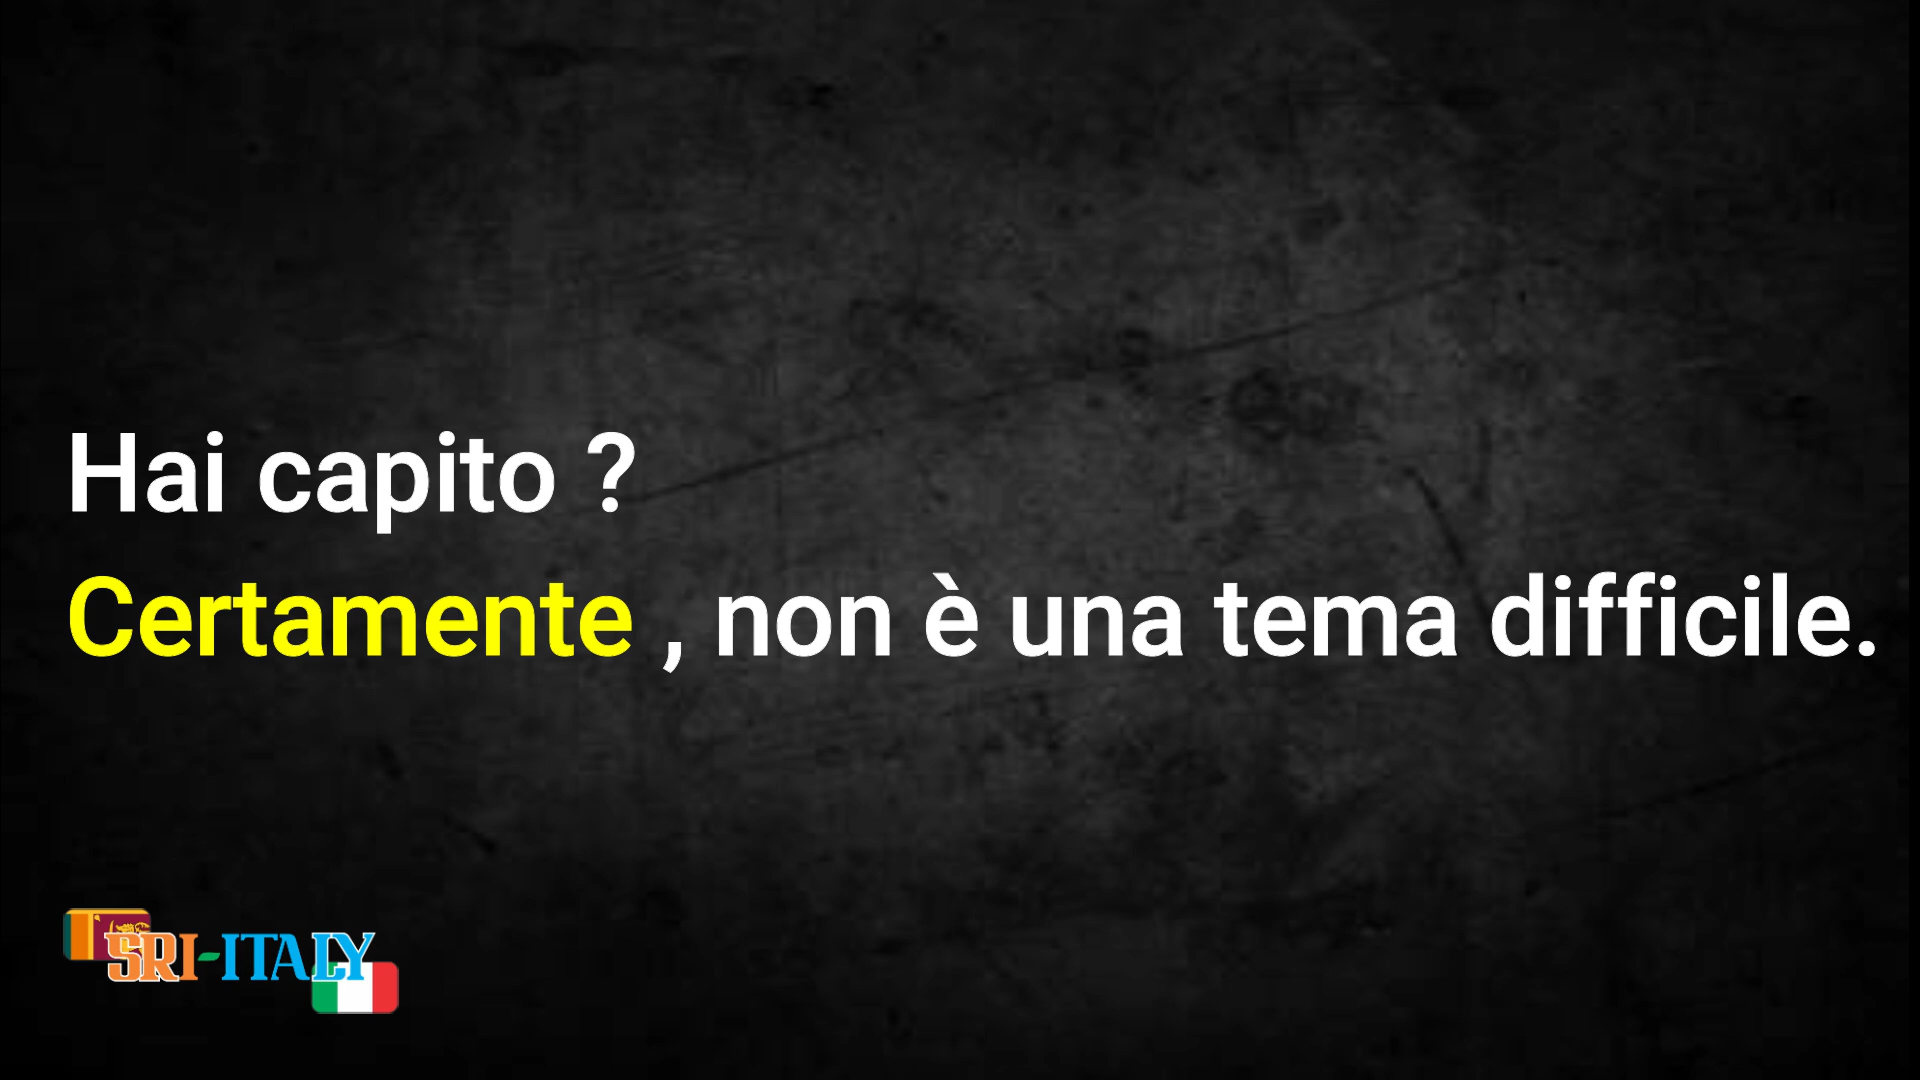 Hai capito ?
Certamente , non è una tema difficile.
SRI-ITALY